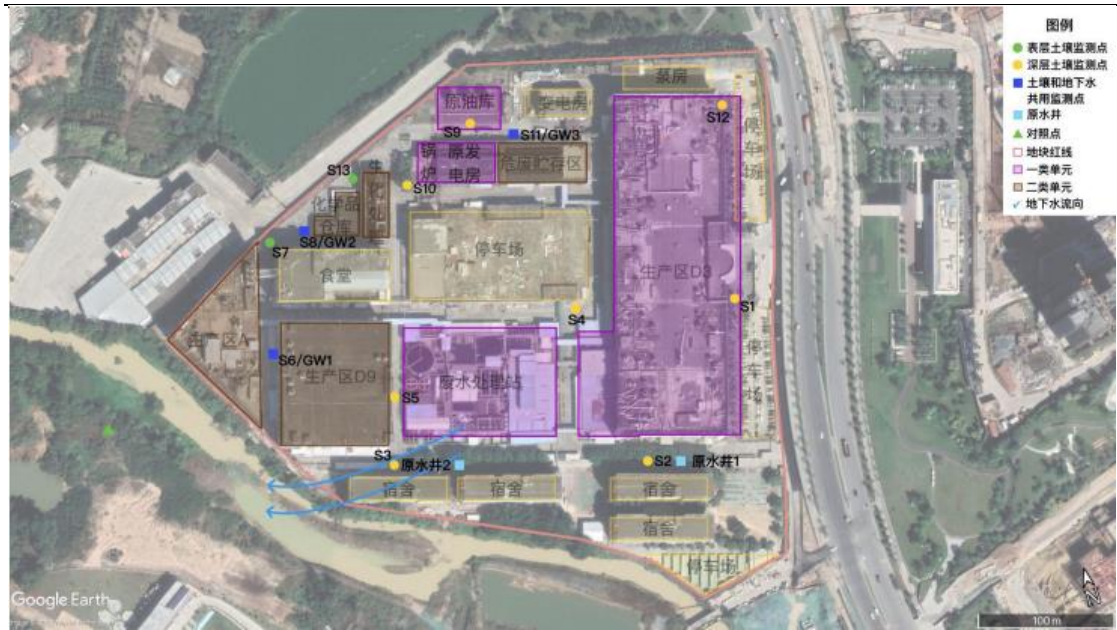 图例
表层土壤监测点
深层土壤监测点
土壤和地下水
共用监测点
原水井
对照点
地块红线
一类单元
二类单元
地下水流向
泵房
原油库
变电房
S12
停车场
S9
S11/GW3
锅炉
原发电房
危废贮存区
S13
S10
化学品
仓库
S8/GW2
S7
停车场
生产区D3
食堂
S1
S4
S6/GW1
生产区D9
废水处理站
停车场
S5
S3
原水井2
S2
原水井1
宿舍
宿舍
宿舍
宿舍
停车场
Google Earth
N
100 m